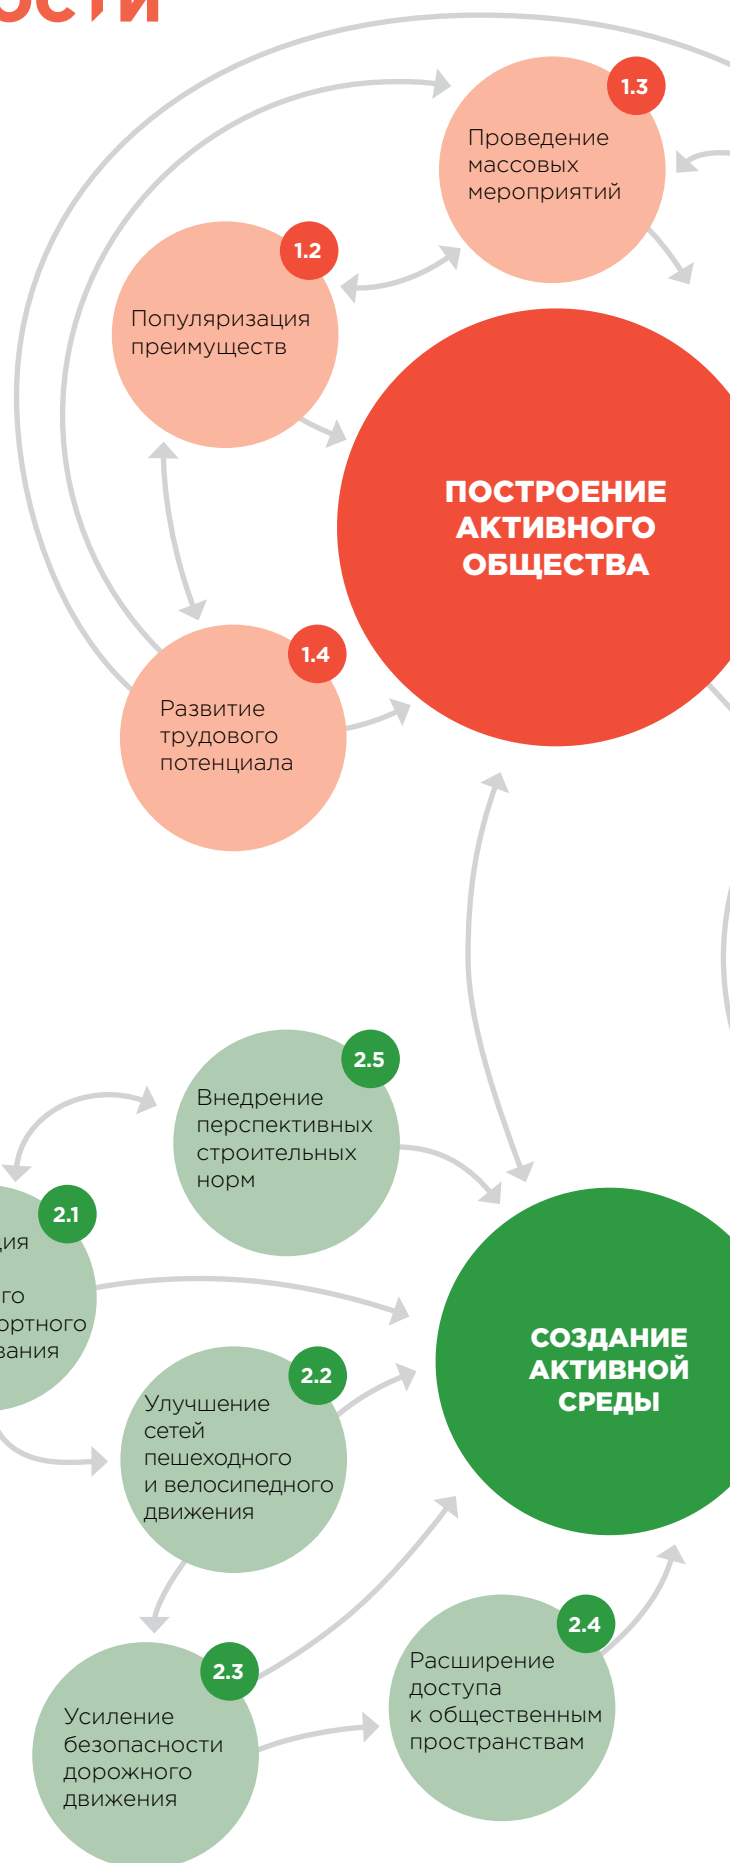 ости
1.3
Проведение
массовых
мероприятий
1.2
Популяризация
преимуществ
ПОСТРОЕНИЕ
АКТИВНОГО
ОБЩЕСТВА
1.4
Развитие
трудового
потенциала
2.5
Внедрение
перспективных
строительных
норм
2.1
ция
го
ортного
вания
СОЗДАНИЕ
АКТИВНОЙ
СРЕДЫ
2.2
Улучшение
сетей
пешеходного
и велосипедного
движения
2.4
Расширение
доступа
к общественным
пространствам
2.3
Усиление
безопасности
дорожного
движения